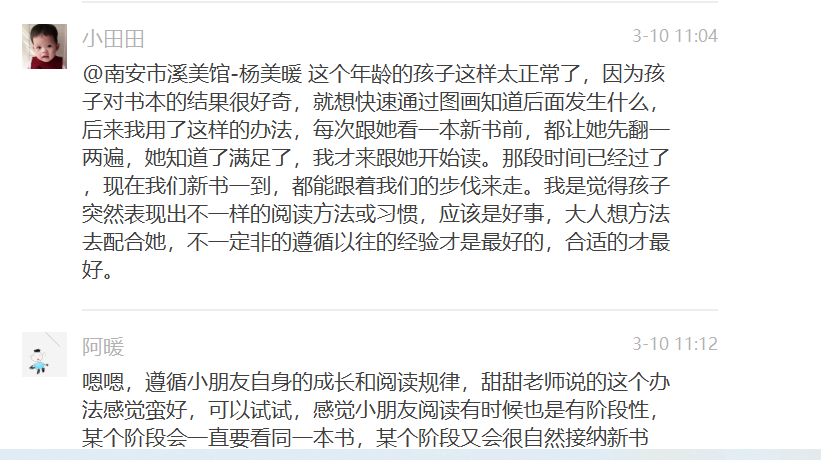 小田田
3-10 11:04
@南安市溪美馆-杨美暖 这个年龄的孩子这样太正常了，因为孩
子对书本的结果很好奇，就想快速通过图画知道后面发生什么，
后来我用了这样的办法，每次跟她看一本新书前，都让她先翻一
两遍，她知道了满足了，我才来跟她开始读。那段时间已经过了
，现在我们新书一到，都能跟着我们的步伐来走。我是觉得孩子
突然表现出不一样的阅读方法或习惯，应该是好事，大人想方法
去配合她，不一定非的遵循以往的经验才是最好的，合适的才最
好。
阿暖
3-10 11:12
嗯嗯，遵循小朋友自身的成长和阅读规律，甜甜老师说的这个办
法感觉蛮好，可以试试，感觉小朋友阅读有时候也是有阶段性，
某个阶段会一直要看同一本书，某个阶段又会很自然接纳新书